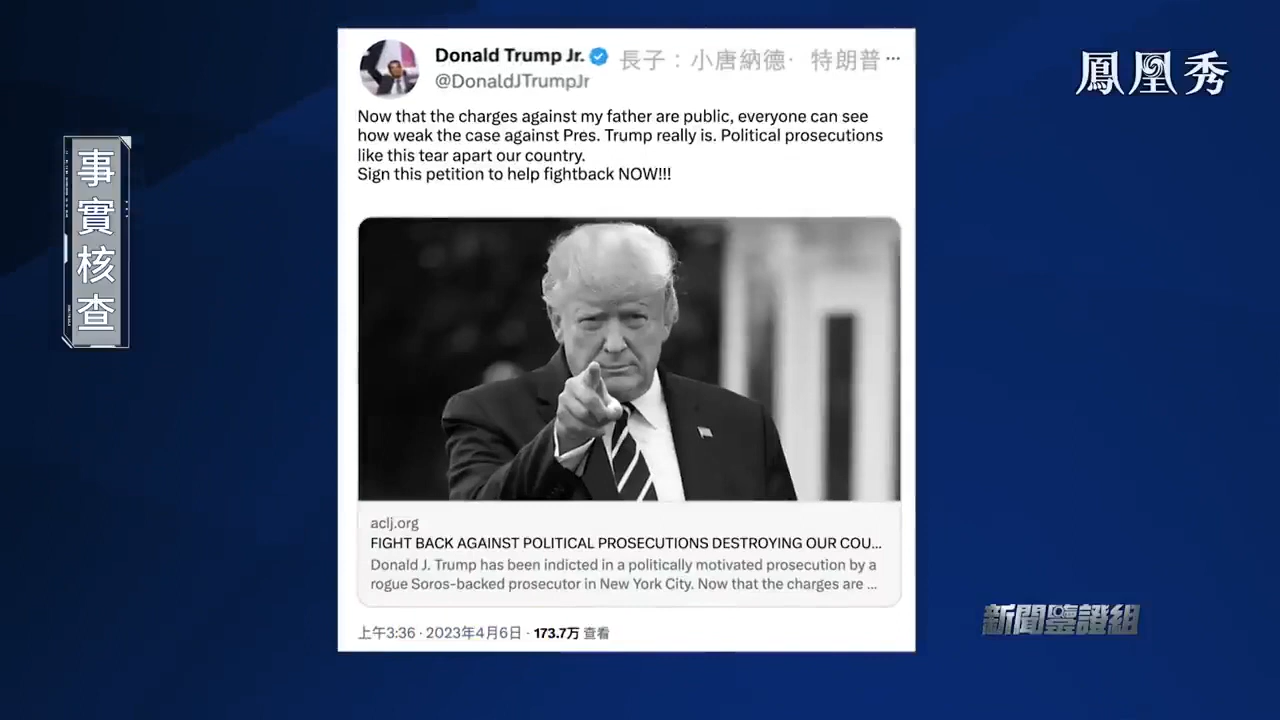 Donald Trump Jr. 長子：小唐納德· 特朗普 ···
@DonaldJTrumpJr
鳳凰秀
Now that the charges against my father are public, everyone can see
how weak the case against Pres. Trump really is. Political prosecutions
like this tear apart our country.
Sign this petition to help fightback NOW!!!
事實核查
aclj.org
FIGHT BACK AGAINST POLITICAL PROSECUTIONS DESTROYING OUR COU...
Donald J. Trump has been indicted in a politically motivated prosecution by a
rogue Soros-backed prosecutor in New York City. Now that the charges are ...
新聞鑒證組
上午3:36 · 2023年4月6日 · 173.7万 查看